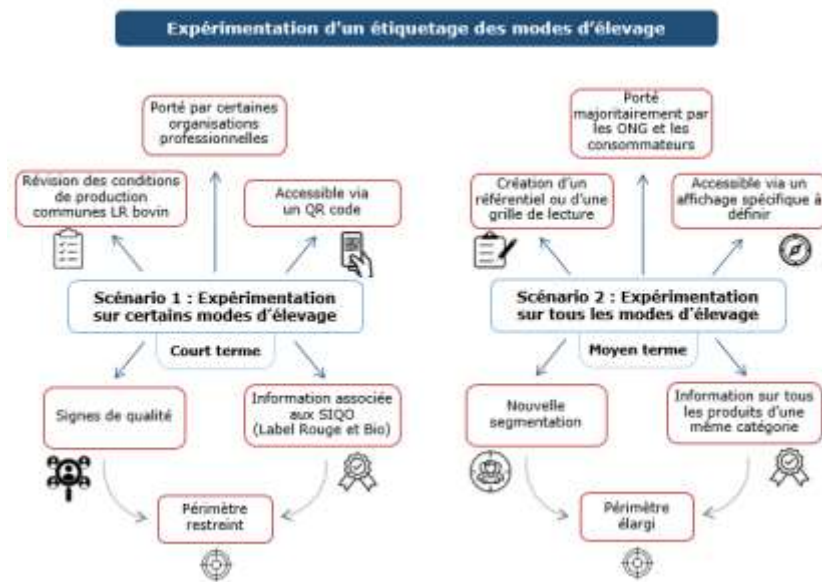 Expérimentation d'un étiquetage des modes d'élevage
Porté par certaines
organisations
professionnelles
Révision des conditions
de production
communes LR bovin
Accessible via
un QR code
Scénario 1 : Expérimentation
sur certains modes d'élevage
Court terme
Signes de qualité
Information associée
aux SIQO
(Label Rouge et Bio)
Périmètre
restreint
Porté
majoritairement par
les ONG et les
consommateurs
Création d'un
référentiel ou d'une
grille de lecture
Accessible via un
affichage spécifique à
définir
Scénario 2 : Expérimentation
sur tous les modes d'élevage
Moyen terme
Nouvelle
segmentation
Information sur tous
les produits d'une
même catégorie
Périmètre
élargi